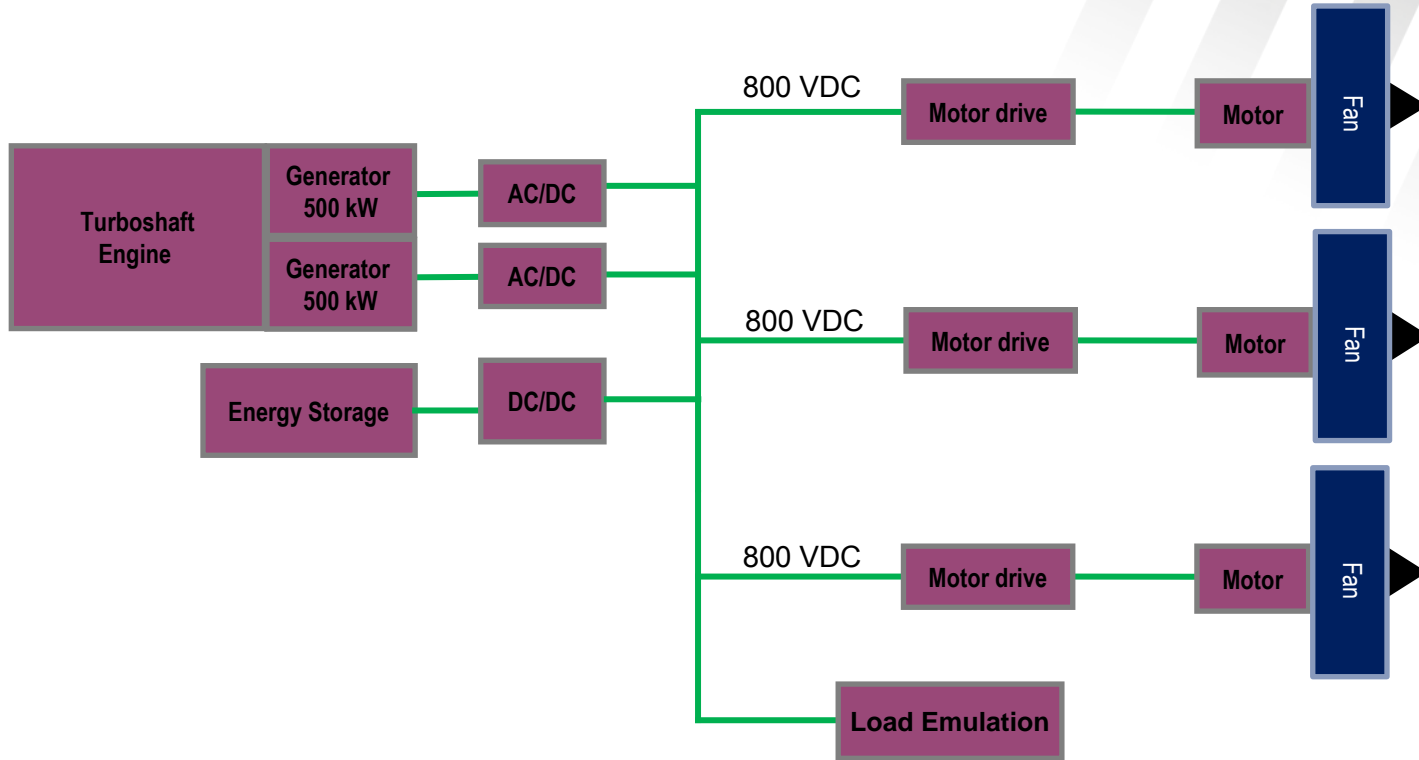 800 VDC
Motor drive
Motor
Fan
Turboshaft
Engine
Generator
500 kW
AC/DC
Generator
500 kW
AC/DC
800 VDC
Motor drive
Motor
Fan
Energy Storage
DC/DC
800 VDC
Motor drive
Motor
Fan
Load Emulation